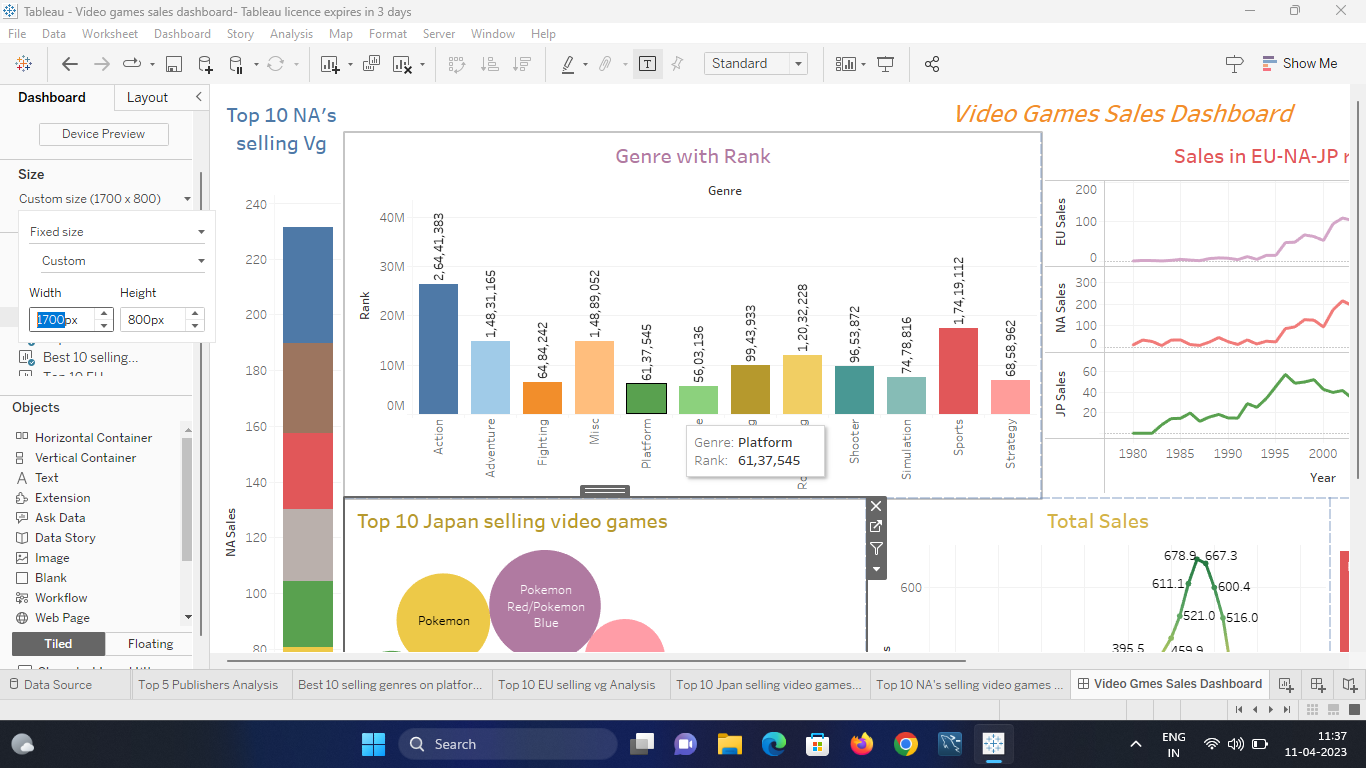 Tableau - Video games sales dashboard- Tableau licence expires in 3 days
File Data Worksheet Dashboard Story Analysis Map Format Server Window Help
Standard
Show Me
Dashboard Layout
Device Preview
Size
Custom size (1700 x 800)
Fixed size
Custom
Width Height
1700px 800px
Best 10 selling...
Objects
Horizontal Container
Vertical Container
Text
Extension
Ask Data
Data Story
Image
Blank
Workflow
Web Page
Tiled Floating
Top 10 NA's
selling Vg
NA Sales
240
220
200
180
160
140
120
100
80
Video Games Sales Dashboard
Genre with Rank
Genre
Rank
40M
30M
20M
10M
0M
2,64,41,383
1,48,31,165
64,84,242
1,48,89,052
61,37,545
56,03,136
99,43,933
1,20,32,228
96,53,872
74,78,816
1,74,19,112
68,58,962
Action
Adventure
Fighting
Misc
Platform
Shooter
Simulation
Sports
Strategy
Genre: Platform
Rank: 61,37,545
Sales in EU-NA-JP r
EU Sales
200
100
0
NA Sales
300
200
100
0
JP Sales
60
40
20
1980 1985 1990 1995 2000
Year
Top 10 Japan selling video games
Pokemon
Pokemon
Red/Pokemon
Blue
Total Sales
600
678.9 667.3
611.1 600.4
521.0 516.0
395.5 459.9
Data Source Top 5 Publishers Analysis Best 10 selling genres on platfor... Top 10 EU selling vg Analysis Top 10 Jpan selling video games... Top 10 NA's selling video games ... Video Gmes Sales Dashboard
Search
ENG
IN
11:37
11-04-2023